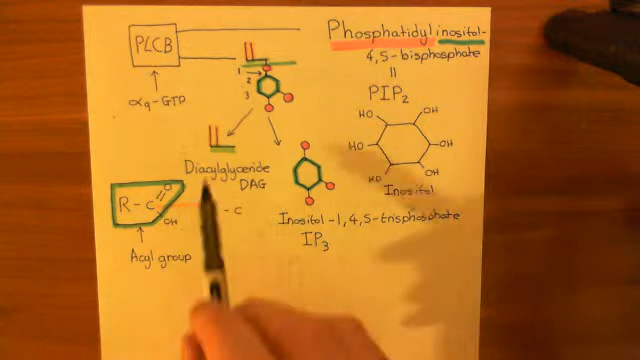 PLCB
αq-GTP
1
2
3
Phosphatidylinositol-
4,5-bisphosphate
=
PIP2
HO
OH
HO
OH
HO
OH
Inositol
Diacylglyceride
DAG
Inositol-1,4,5-trisphosphate
IP3
R-C
O
OH
- C
Acyl group